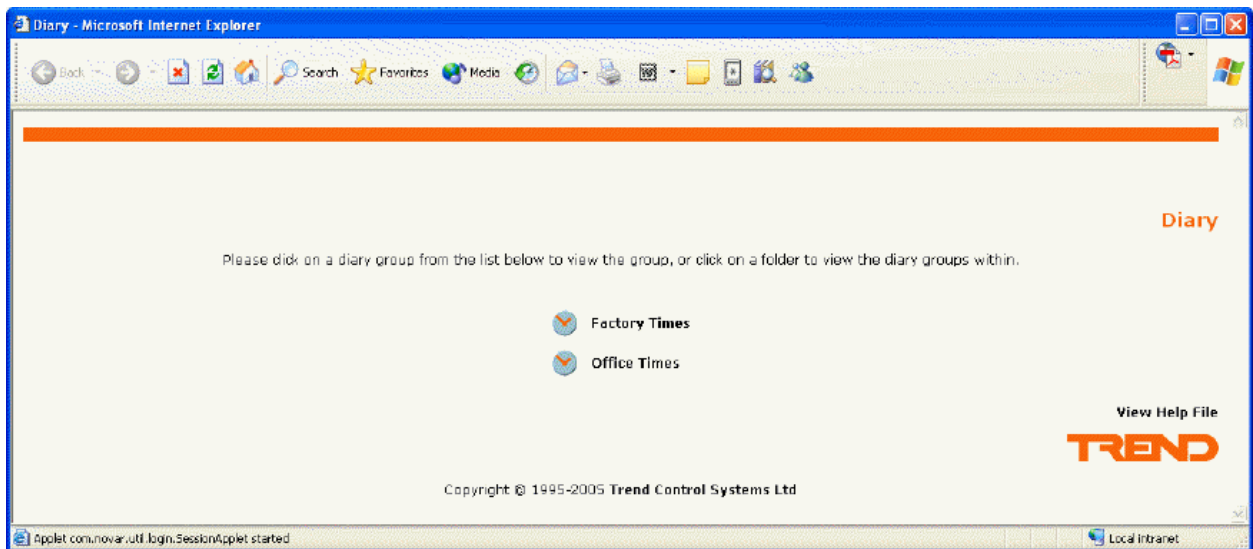 Diary - Microsoft Internet Explorer
Back Search Favorites Media
Diary
Please click on a diary group from the list below to view the group, or click on a folder to view the diary groups within.
Factory Times
Office Times
View Help File
TREND
Copyright © 1995-2005 Trend Control Systems Ltd
Applet com.novar.util.login.SessionApplet started Local intranet